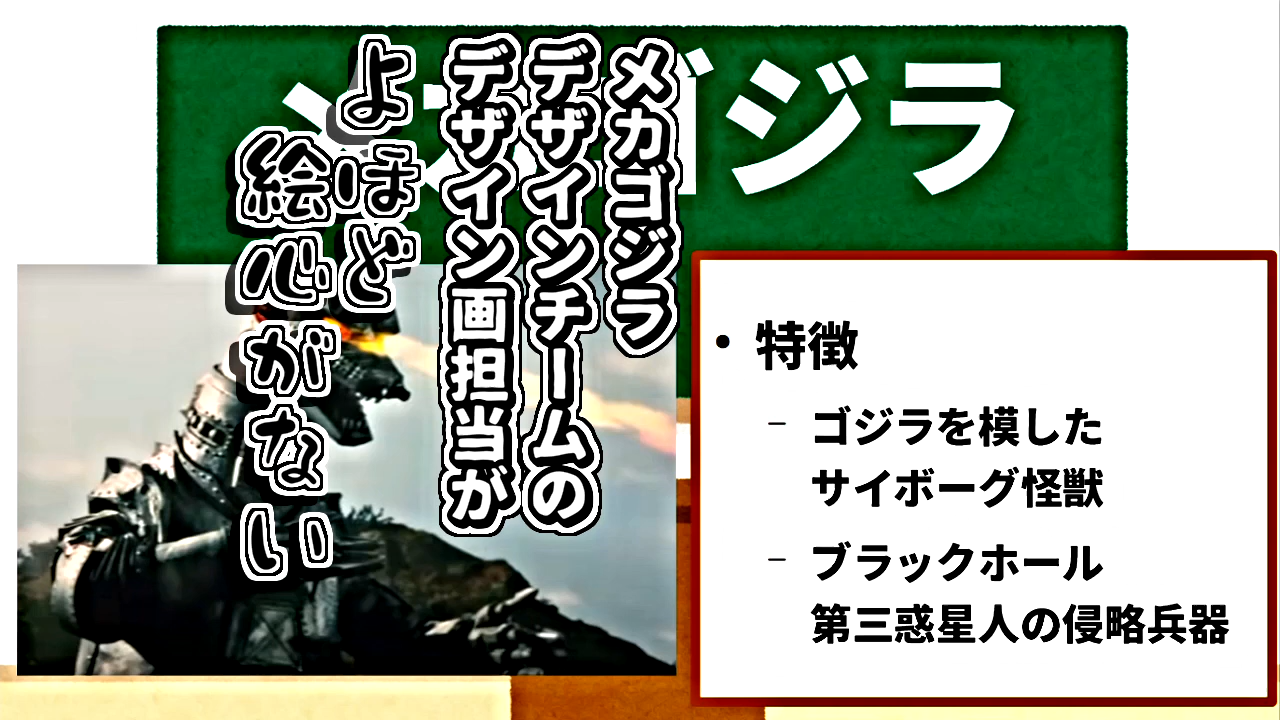 メカゴジラ
メカゴジラ
デザインチームの
デザイン画担当が
よほど
絵心がない
• 特徴
– ゴジラを模した
サイボーグ怪獣
– ブラックホール
第三惑星人の侵略兵器